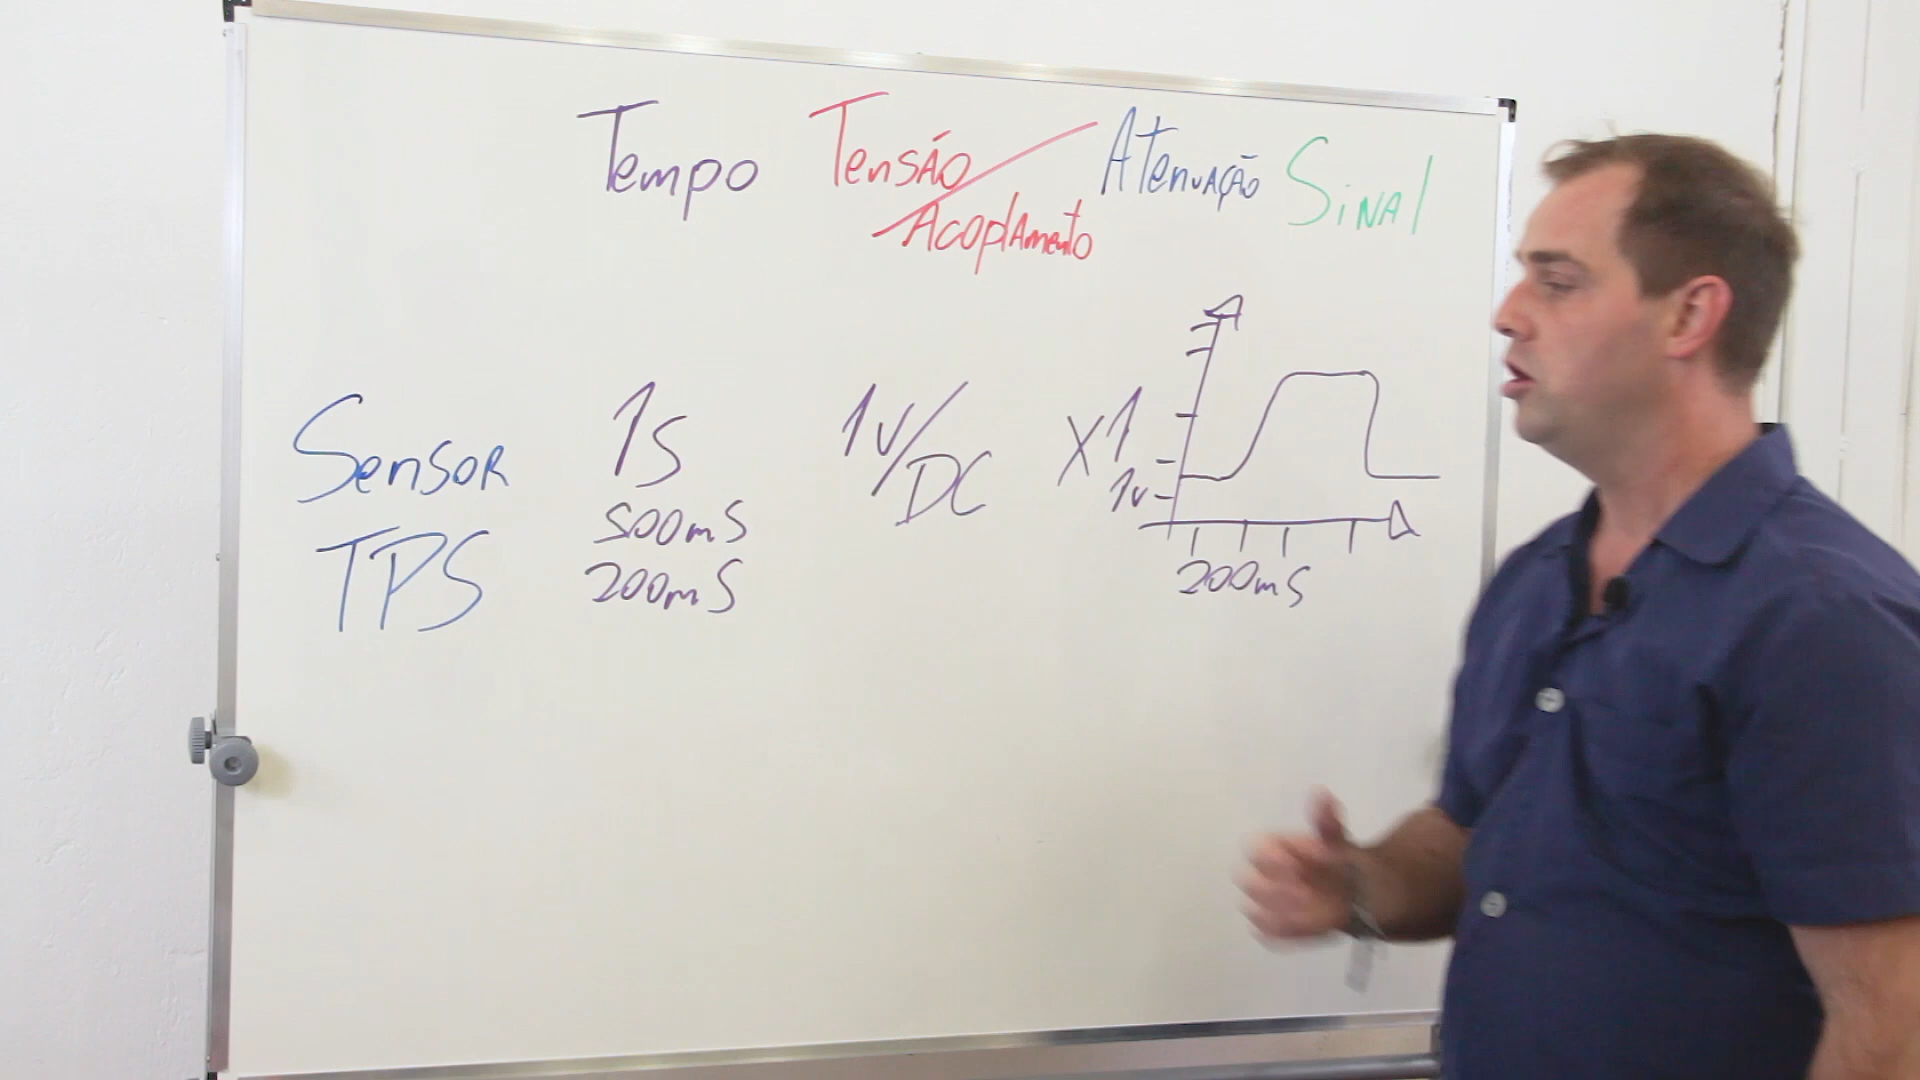 Tempo Tensão/Acoplamento Atenuação Sinal
Sensor 1s 1v/DC X1
500ms 1v
TPS 200ms 200ms